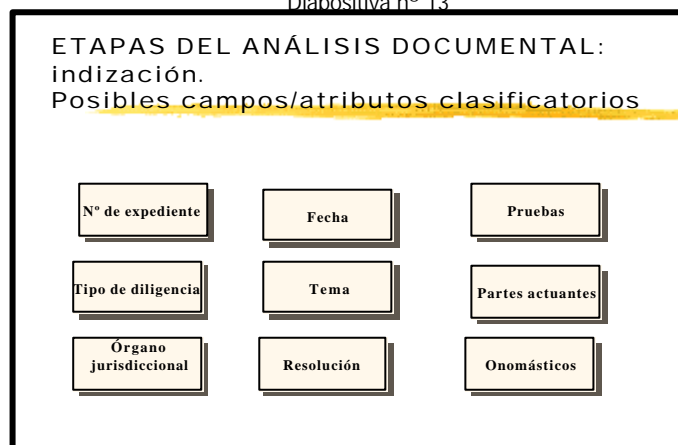 Diapositiva nº 13
ETAPAS DEL ANÁLISIS DOCUMENTAL:
indización.
Posibles campos/atributos clasificatorios
Nº de expediente
Fecha
Pruebas
Tipo de diligencia
Tema
Partes actuantes
Órgano
jurisdiccional
Resolución
Onomásticos